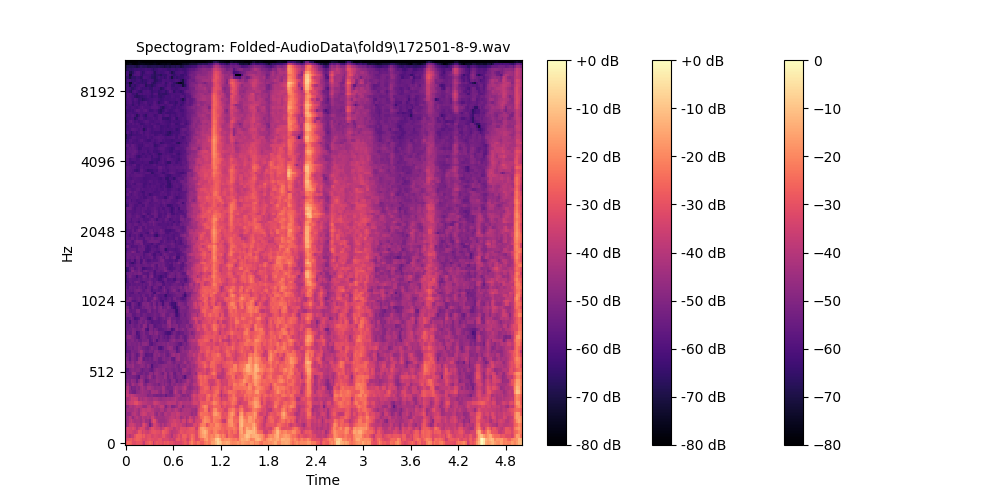 Spectogram: Folded-AudioData\fold9\172501-8-9.wav
Hz
8192
4096
2048
1024
512
0
0 0.6 1.2 1.8 2.4 3 3.6 4.2 4.8
Time
+0 dB
-10 dB
-20 dB
-30 dB
-40 dB
-50 dB
-60 dB
-70 dB
-80 dB
+0 dB
-10 dB
-20 dB
-30 dB
-40 dB
-50 dB
-60 dB
-70 dB
-80 dB
0
−10
−20
−30
−40
−50
−60
−70
−80